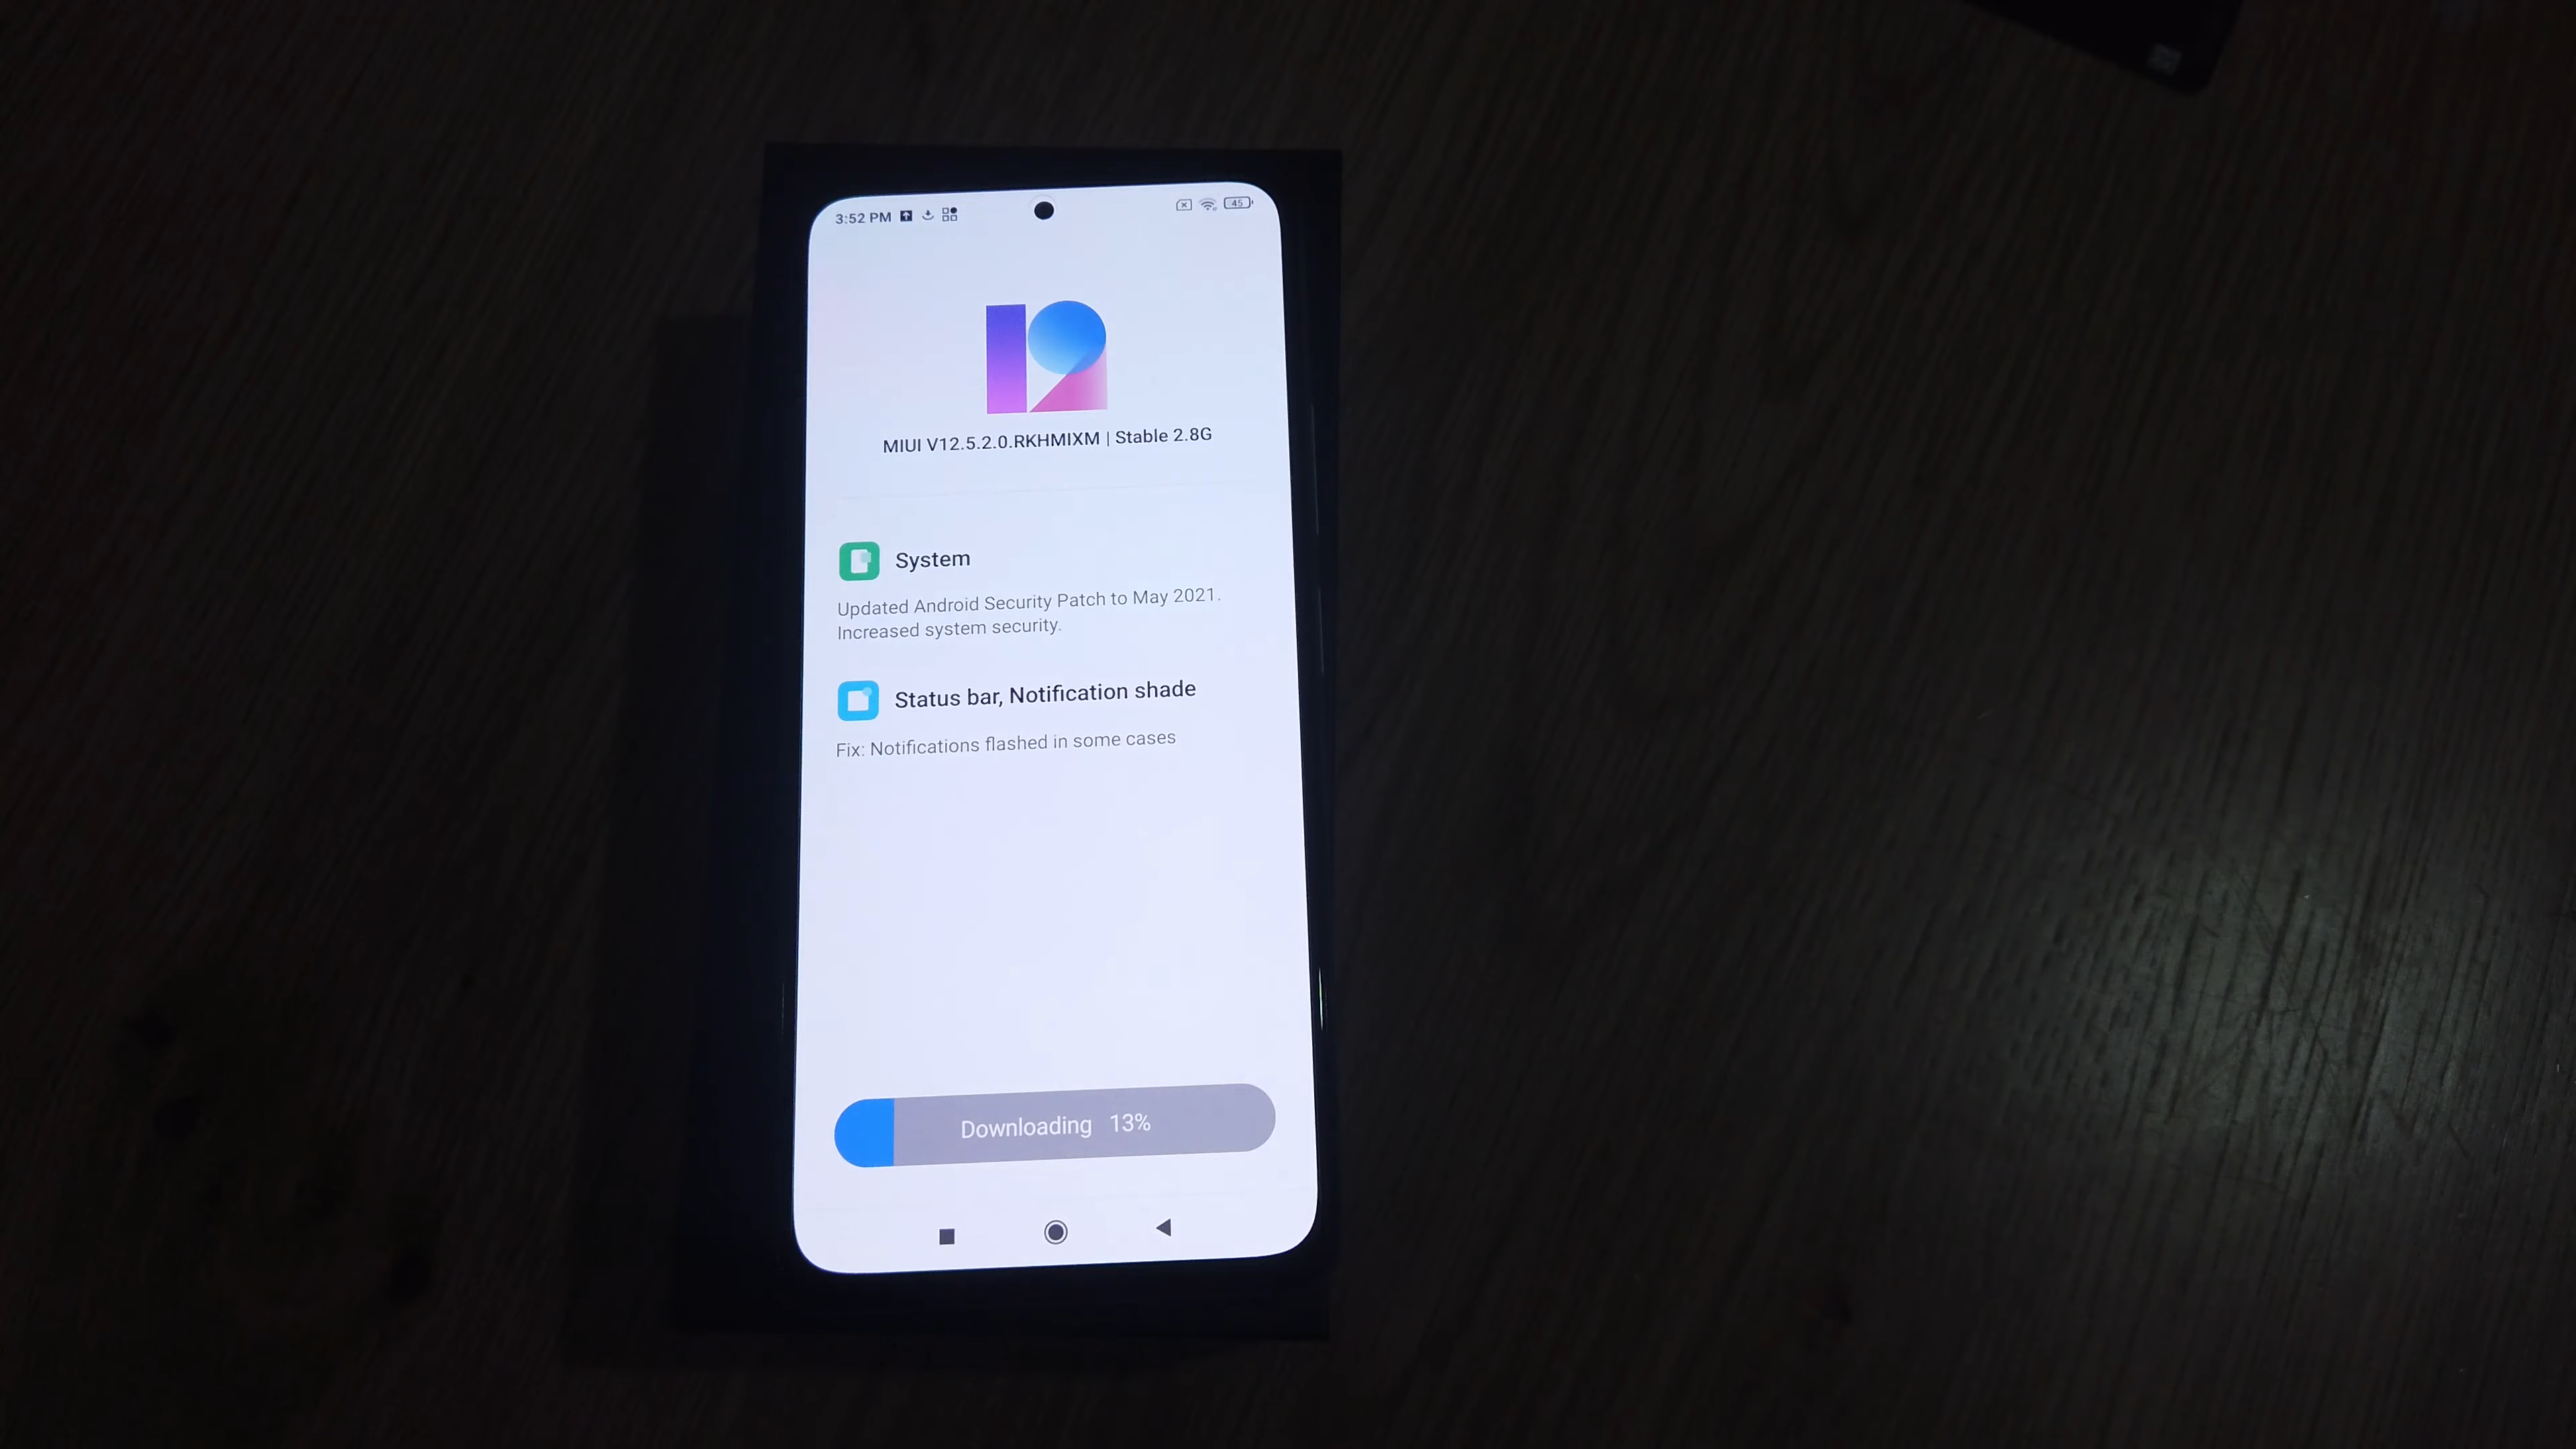 3:52 PM
45
MIUI V12.5.2.0.RKHMIXM | Stable 2.8G
System
Updated Android Security Patch to May 2021.
Increased system security.
Status bar, Notification shade
Fix: Notifications flashed in some cases
Downloading 13%